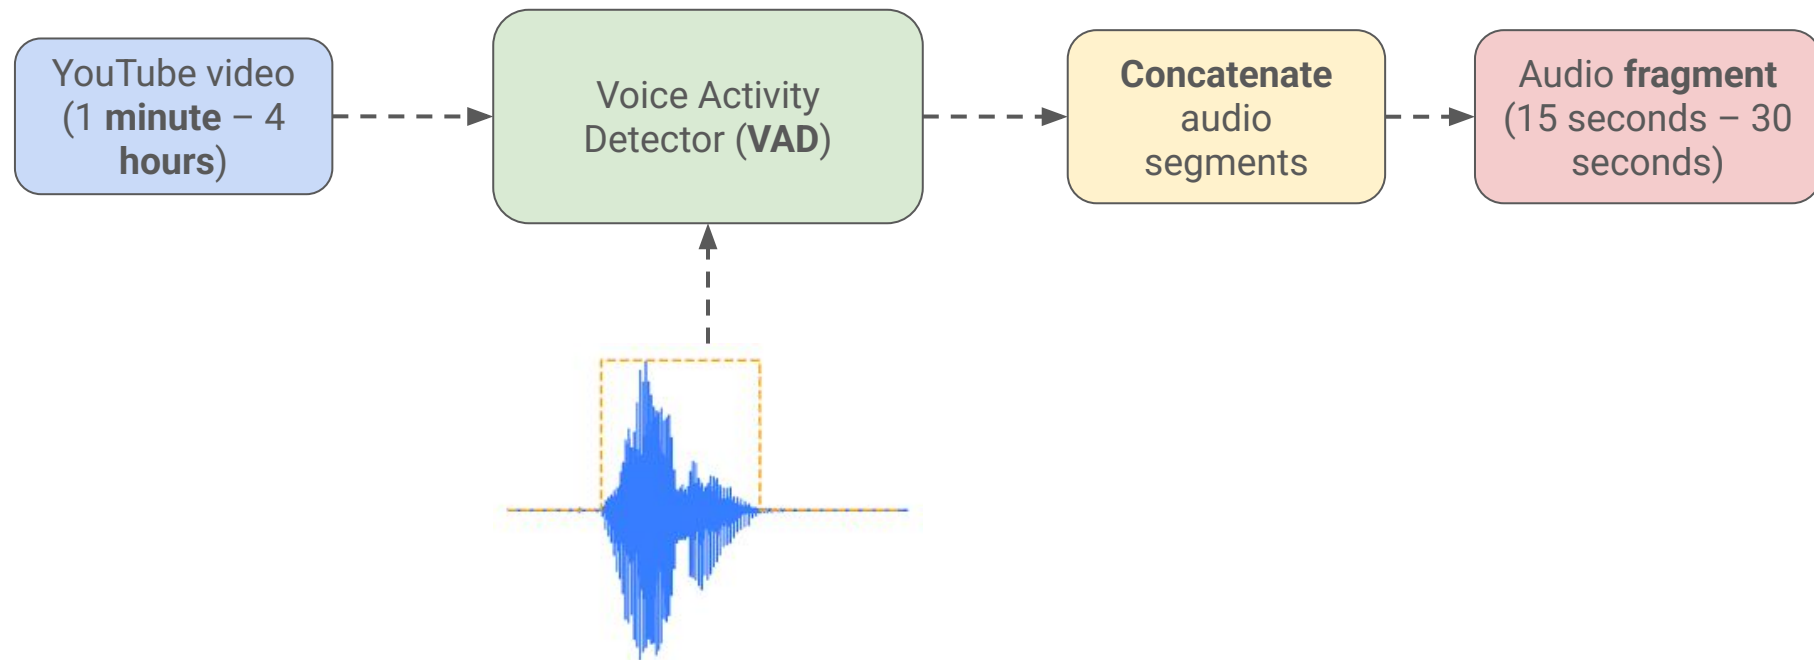 YouTube video
(1 minute – 4
hours)
Voice Activity
Detector (VAD)
Concatenate
audio
segments
Audio fragment
(15 seconds – 30
seconds)